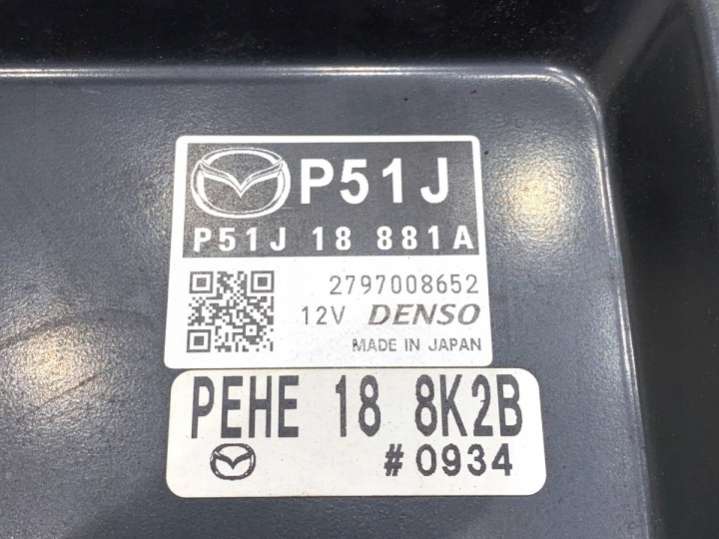 P51J
P51J 18 881A
2797008652
12V DENSO
MADE IN JAPAN
PEHE 18 8K2B
#0934